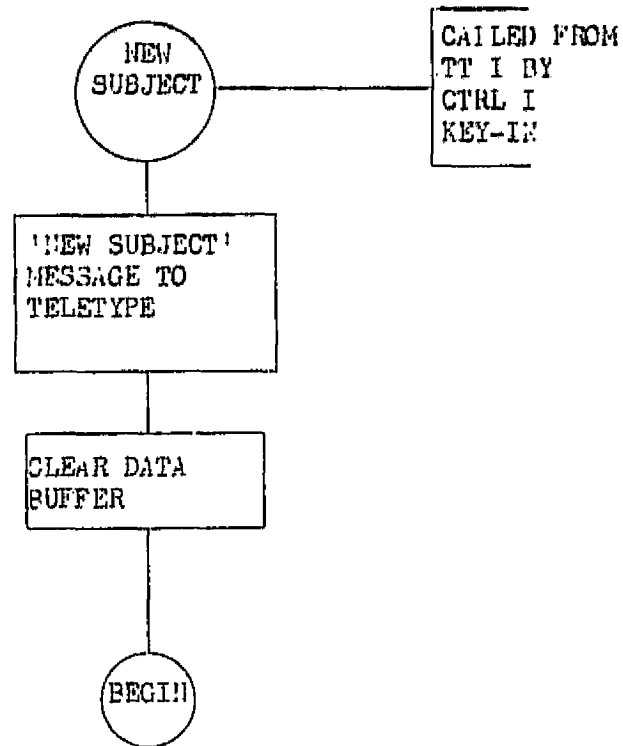 NEW
SUBJECT
CALLED FROM
TT I BY
CTRL I
KEY-IN
'NEW SUBJECT'
MESSAGE TO
TELETYPE
CLEAR DATA
BUFFER
BEGIN